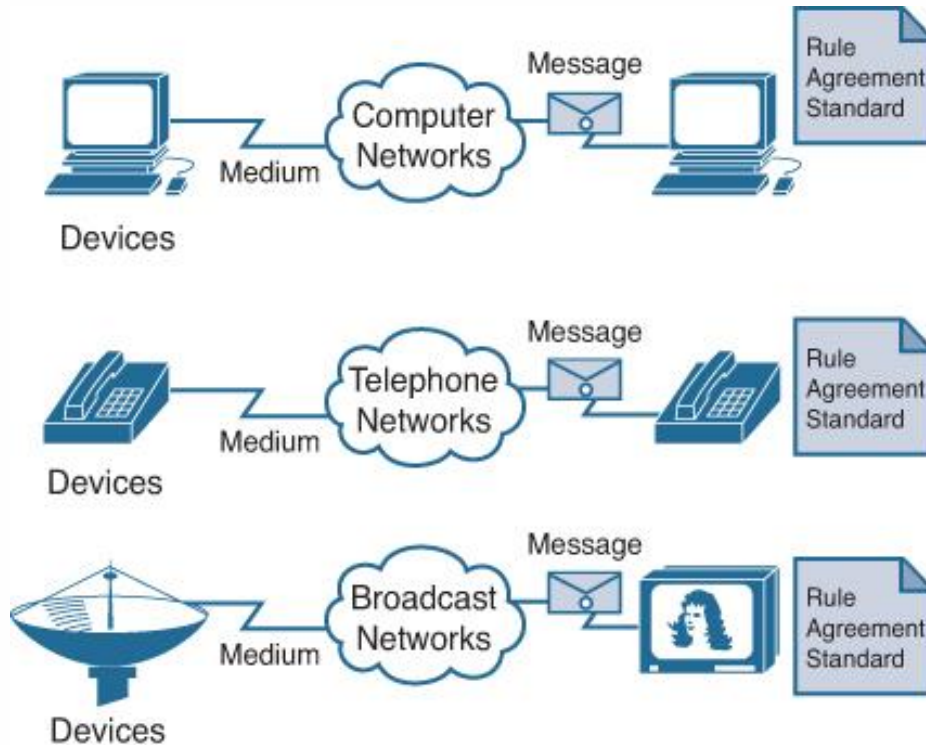 Message
Rule
Agreement
Standard
Computer
Networks
Medium
Devices
Message
Rule
Agreement
Standard
Telephone
Networks
Medium
Devices
Message
Rule
Agreement
Standard
Broadcast
Networks
Medium
Devices